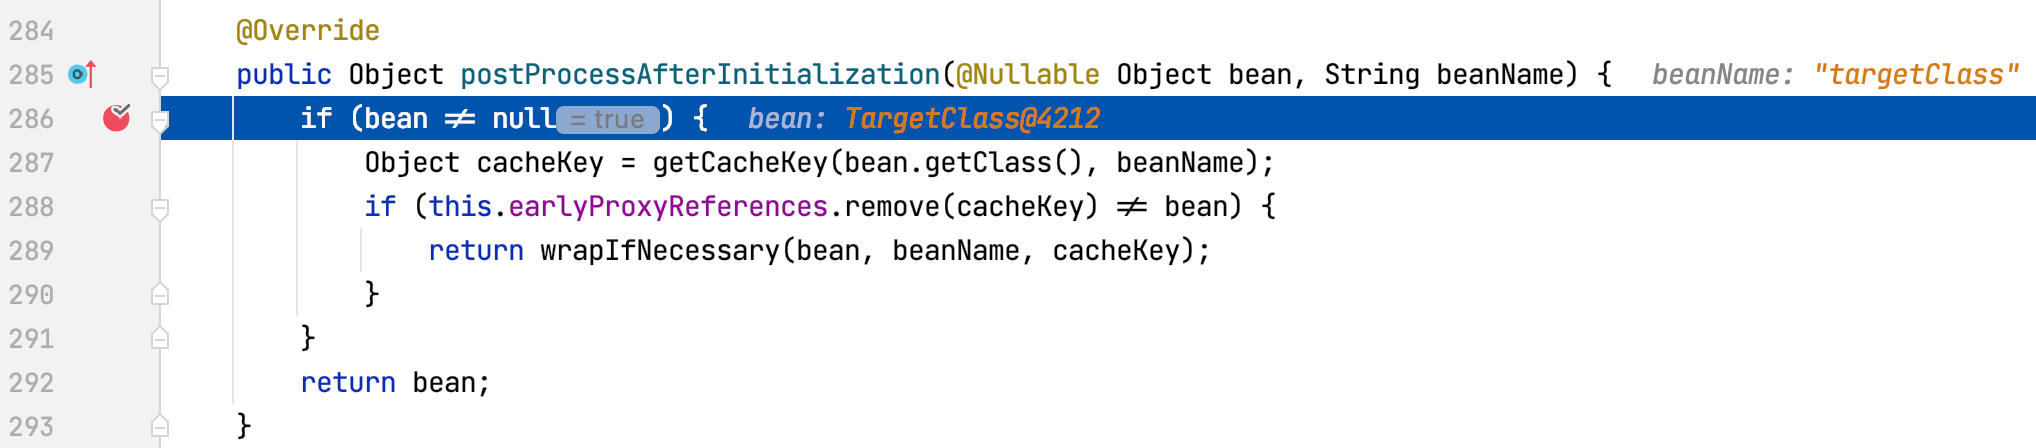 284 @Override
285 public Object postProcessAfterInitialization(@Nullable Object bean, String beanName) { beanName: "targetClass"
286 if (bean ≠ null = true ) { bean: TargetClass@4212
287 Object cacheKey = getCacheKey(bean.getClass(), beanName);
288 if (this.earlyProxyReferences.remove(cacheKey) ≠ bean) {
289 return wrapIfNecessary(bean, beanName, cacheKey);
290 }
291 }
292 return bean;
293 }